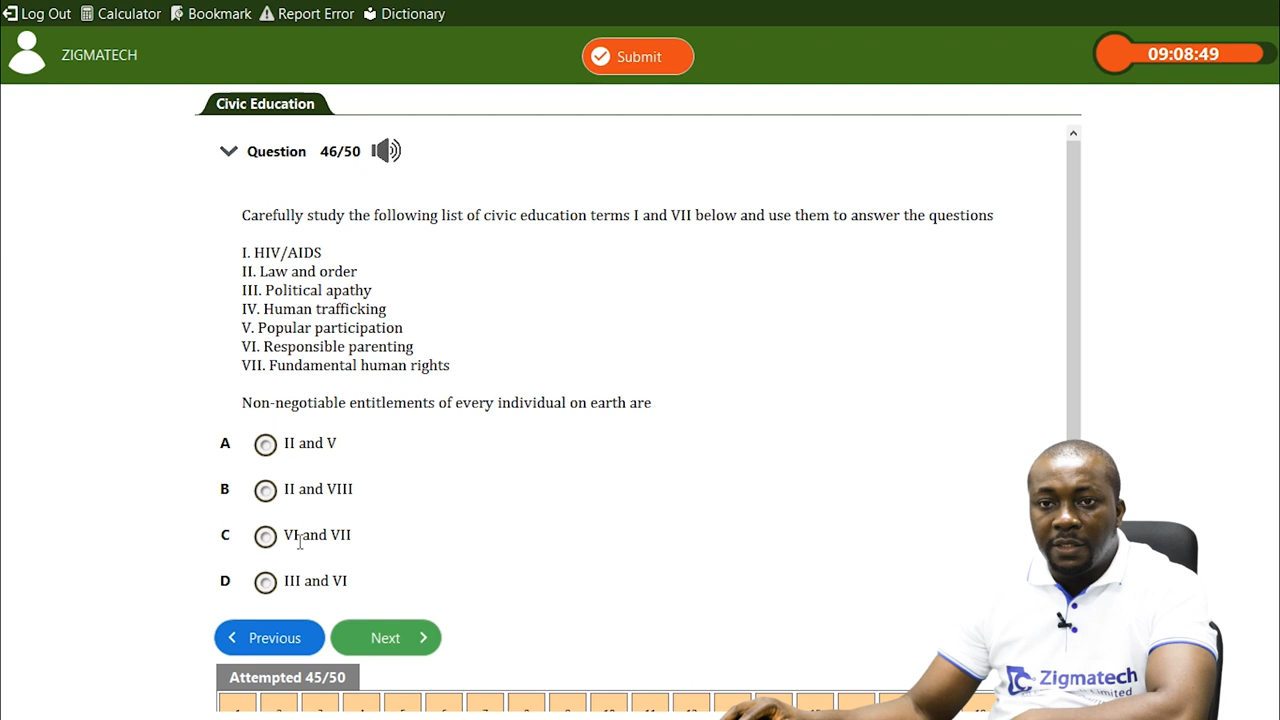 Log Out Calculator Bookmark Report Error Dictionary
ZIGMATECH
Submit
09:08:49
Civic Education
Question 46/50
Carefully study the following list of civic education terms I and VII below and use them to answer the questions
I. HIV/AIDS
II. Law and order
III. Political apathy
IV. Human trafficking
V. Popular participation
VI. Responsible parenting
VII. Fundamental human rights
Non-negotiable entitlements of every individual on earth are
A II and V
B II and VIII
C VI and VII
D III and VI
Previous Next
Attempted 45/50
Zigmatech
Limited